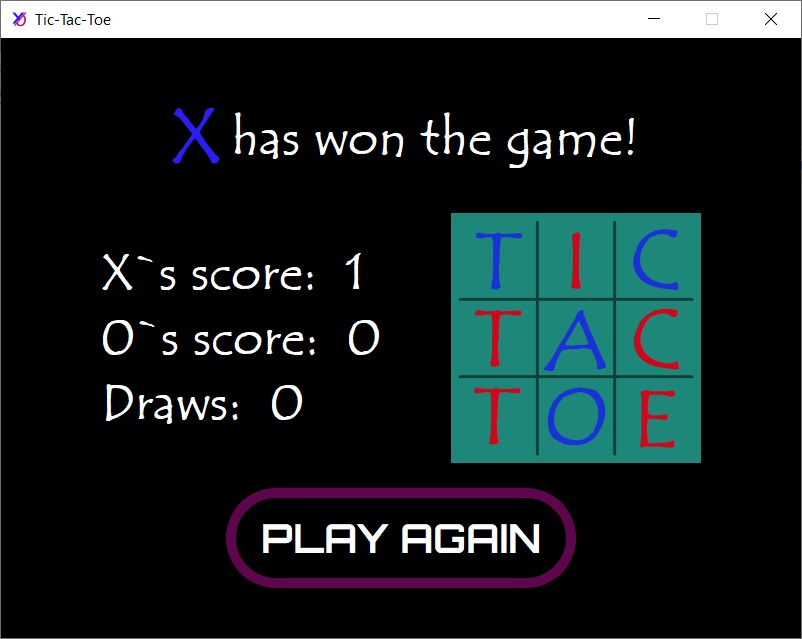 Tic-Tac-Toe
X has won the game!
X`s score: 1
O`s score: 0
Draws: 0
TIC
TAC
TOE
PLAY AGAIN